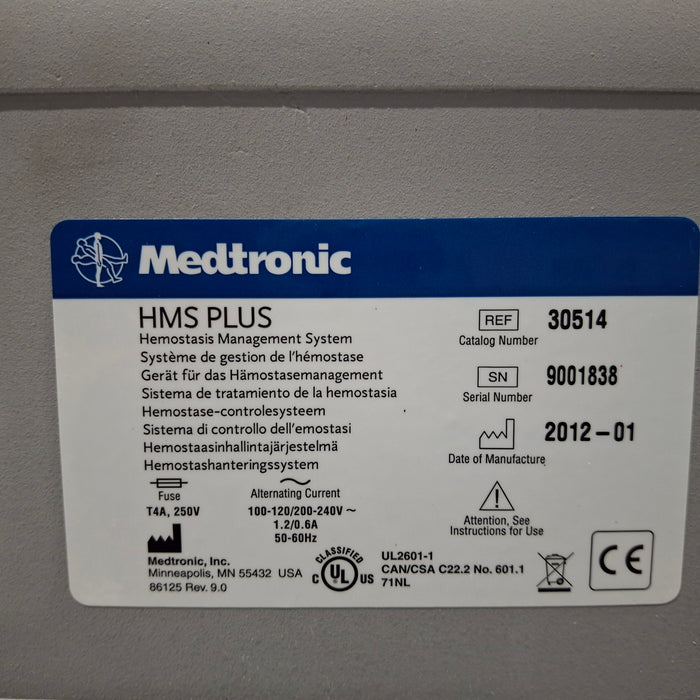 Medtronic
HMS PLUS
Hemostasis Management System
Système de gestion de l'hémostase
Gerät für das Hämostasemanagement
Sistema de tratamiento de la hemostasia
Hemostase-controlesysteem
Sistema di controllo dell'emostasi
Hemostaasinhallintajärjestelmä
Hemostashanteringssystem
REF 30514
Catalog Number
SN 9001838
Serial Number
2012-01
Date of Manufacture
Fuse
T4A, 250V
Alternating Current
100-120/200-240V ~
1.2/0.6A
50-60Hz
Attention, See
Instructions for Use
Medtronic, Inc.
Minneapolis, MN 55432 USA
86125 Rev. 9.0
CLASSIFIED
C UL US
UL2601-1
CAN/CSA C22.2 No. 601.1
71NL
CE